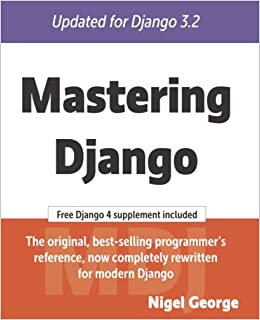 Updated for Django 3.2
Mastering
Django
Free Django 4 supplement included
The original, best-selling programmer's
reference, now completely rewritten
for modern Django
MDJ
Nigel George